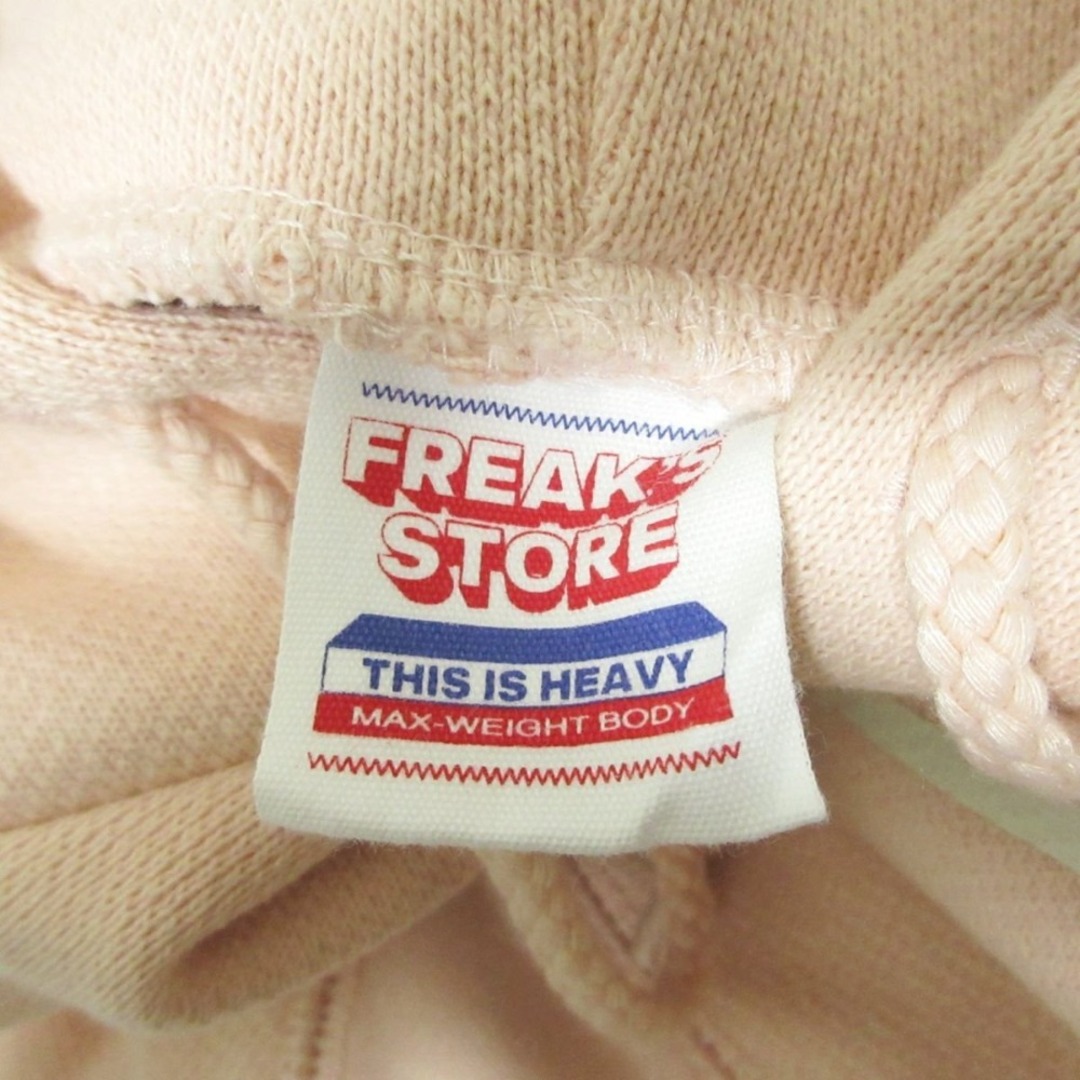 FREAK'S
STORE
THIS IS HEAVY
MAX-WEIGHT BODY